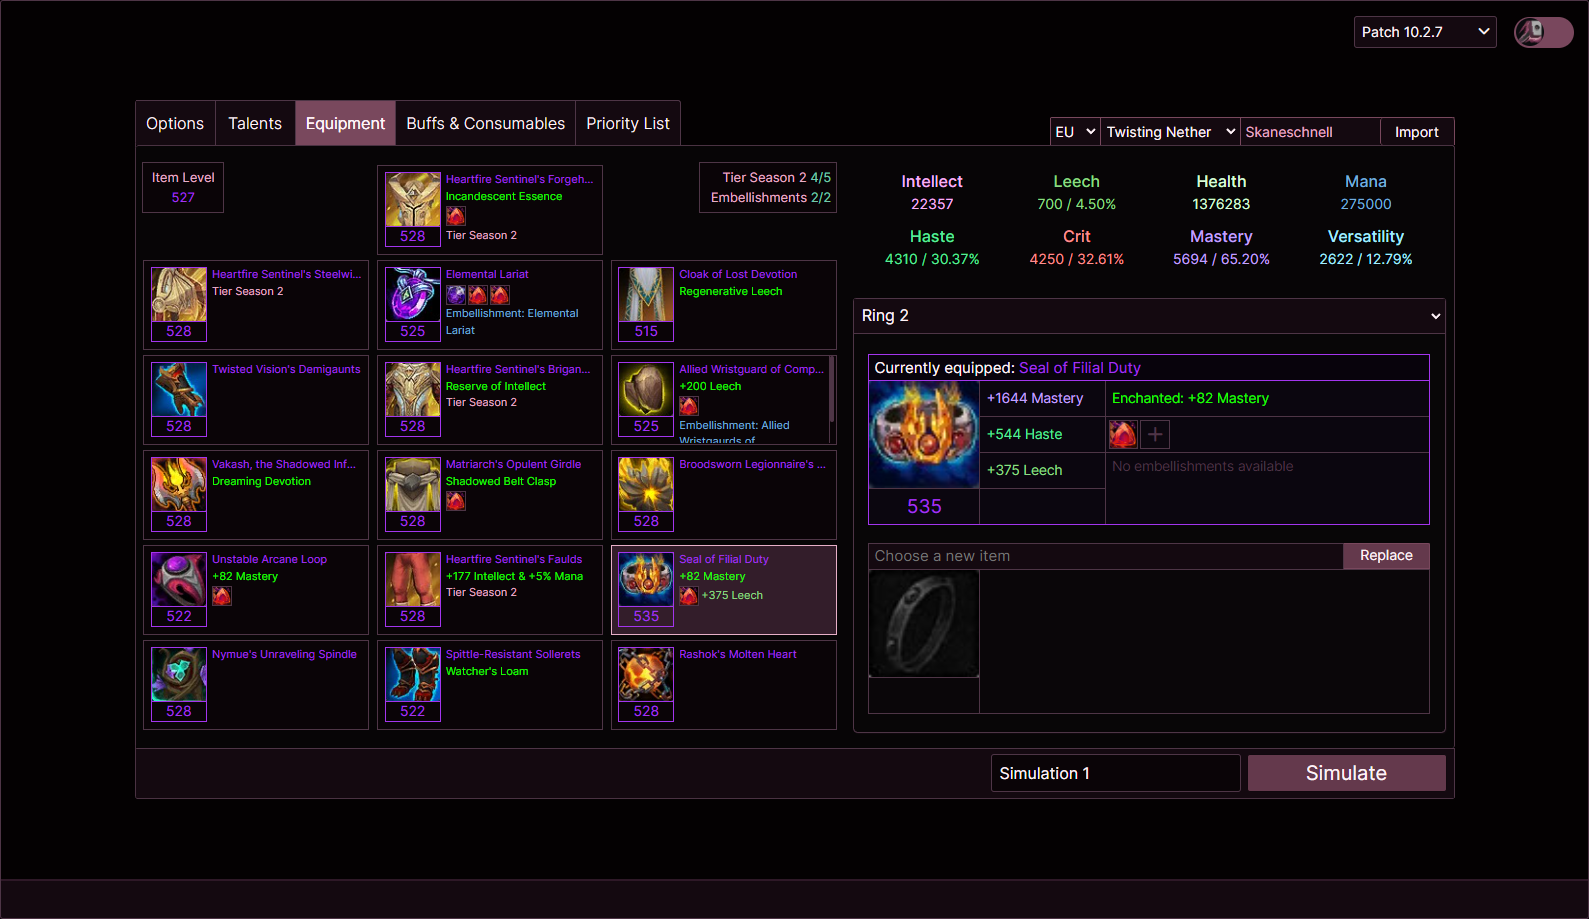 Patch 10.2.7
Options
Talents
Equipment
Buffs & Consumables
Priority List
EU
Twisting Nether
Skaneschnell
Import
Item Level
527
Heartfire Sentinel's Forgeh...
Incandescent Essence
528
Tier Season 2
Tier Season 2 4/5
Embellishments 2/2
Heartfire Sentinel's Steelwi...
Tier Season 2
528
Elemental Lariat
Embellishment: Elemental
Lariat
525
Cloak of Lost Devotion
Regenerative Leech
515
Twisted Vision's Demigaunts
528
Heartfire Sentinel's Brigan...
Reserve of Intellect
Tier Season 2
528
Allied Wristguard of Comp...
+200 Leech
Embellishment: Allied
Wristguards of
525
Vakash, the Shadowed Inf...
Dreaming Devotion
528
Matriarch's Opulent Girdle
Shadowed Belt Clasp
528
Broodsworn Legionnaire's ...
528
Unstable Arcane Loop
+82 Mastery
522
Heartfire Sentinel's Faulds
+177 Intellect & +5% Mana
Tier Season 2
528
Seal of Filial Duty
+82 Mastery
+375 Leech
535
Nymue's Unraveling Spindle
528
Spittle-Resistant Sollerets
Watcher's Loam
522
Rashok's Molten Heart
528
Intellect
22357
Leech
700 / 4.50%
Health
1376283
Mana
275000
Haste
4310 / 30.37%
Crit
4250 / 32.61%
Mastery
5694 / 65.20%
Versatility
2622 / 12.79%
Ring 2
Currently equipped: Seal of Filial Duty
+1644 Mastery
Enchanted: +82 Mastery
+544 Haste
+375 Leech
No embellishments available
535
Choose a new item
Replace
Simulation 1
Simulate